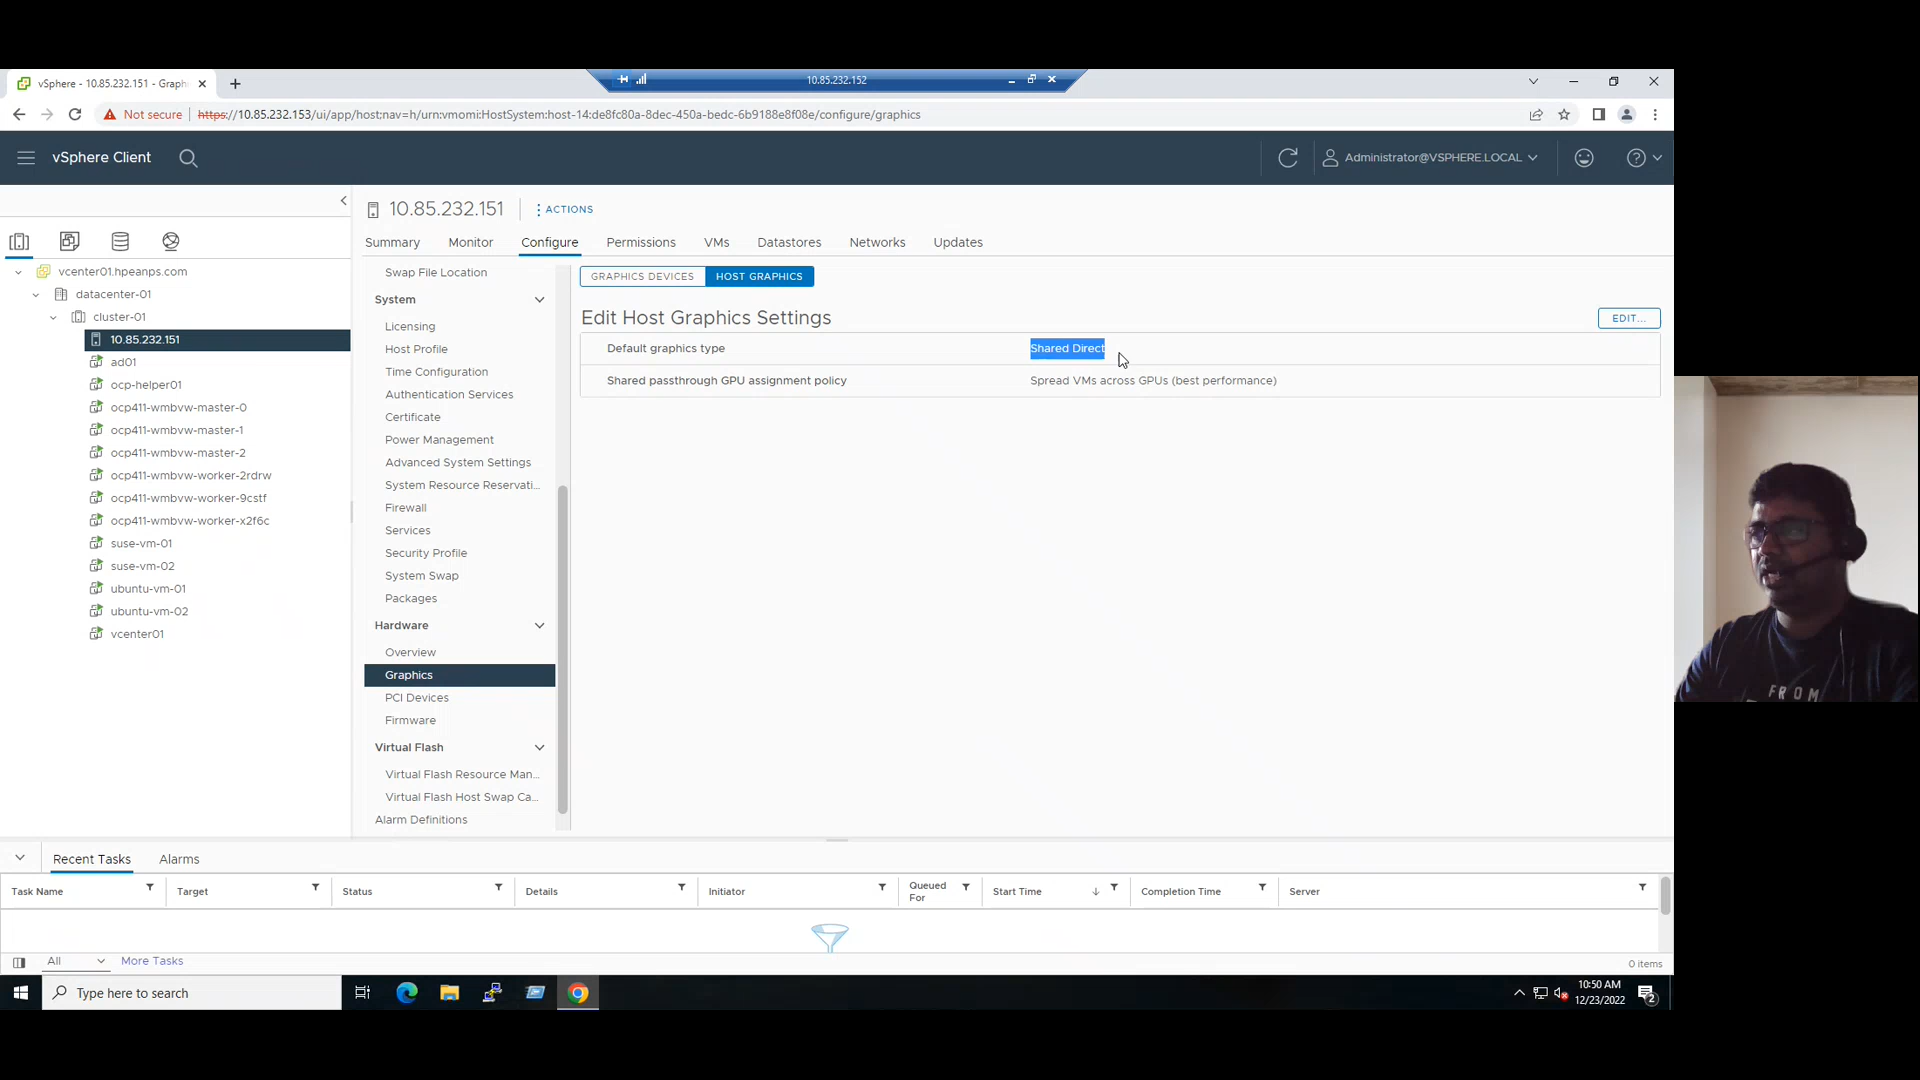 vSphere - 10.85.232.151 - Graph
10.85.232.152
Not secure
https://10.85.232.153/ui/app/host:nav=h/urn:vmomi:HostSystem:host-14:de8fc80a-8dec-450a-bedc-6b9188e8f08e/configure/graphics
vSphere Client
Administrator@VSPHERE.LOCAL
vcenter01.hpeanps.com
datacenter-01
cluster-01
10.85.232.151
ad01
ocp-helper01
ocp411-wmbvw-master-0
ocp411-wmbvw-master-1
ocp411-wmbvw-master-2
ocp411-wmbvw-worker-2rdrw
ocp411-wmbvw-worker-9cstf
ocp411-wmbvw-worker-x2f6c
suse-vm-01
suse-vm-02
ubuntu-vm-01
ubuntu-vm-02
vcenter01
10.85.232.151
ACTIONS
Summary Monitor Configure Permissions VMs Datastores Networks Updates
Swap File Location
System
Licensing
Host Profile
Time Configuration
Authentication Services
Certificate
Power Management
Advanced System Settings
System Resource Reservati...
Firewall
Services
Security Profile
System Swap
Packages
Hardware
Overview
Graphics
PCI Devices
Firmware
Virtual Flash
Virtual Flash Resource Man...
Virtual Flash Host Swap Ca...
Alarm Definitions
GRAPHICS DEVICES HOST GRAPHICS
Edit Host Graphics Settings
EDIT...
Default graphics type Shared Direct
Shared passthrough GPU assignment policy Spread VMs across GPUs (best performance)
Recent Tasks Alarms
Task Name Target Status Details Initiator Queued For Start Time Completion Time Server
All More Tasks
0 items
Type here to search
10:50 AM
12/23/2022
2
FROM